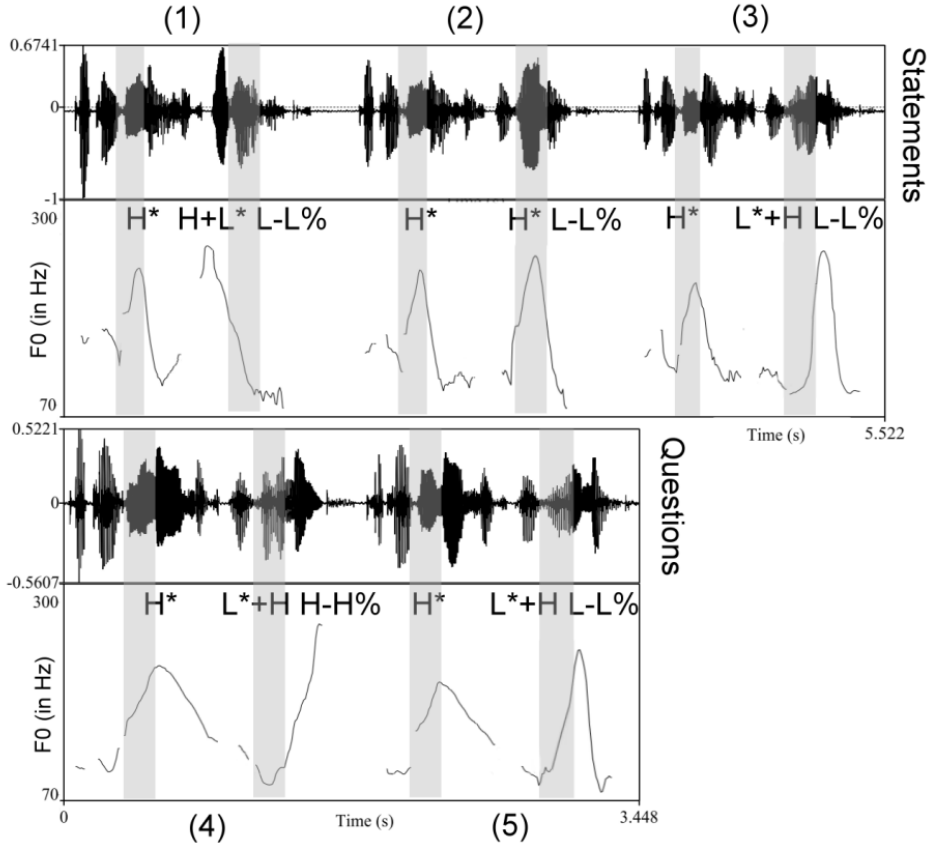 (1) (2) (3)
0.6741
0
-1
Statements
300
H* H+L* L-L% H* H* L-L% H* L*+H L-L%
F0 (in Hz)
70
Time (s) 5.522
0.5221
0
-0.5607
Questions
300
H* L*+H H-H% H* L*+H L-L%
F0 (in Hz)
70
0 Time (s) 3.448
(4) (5)